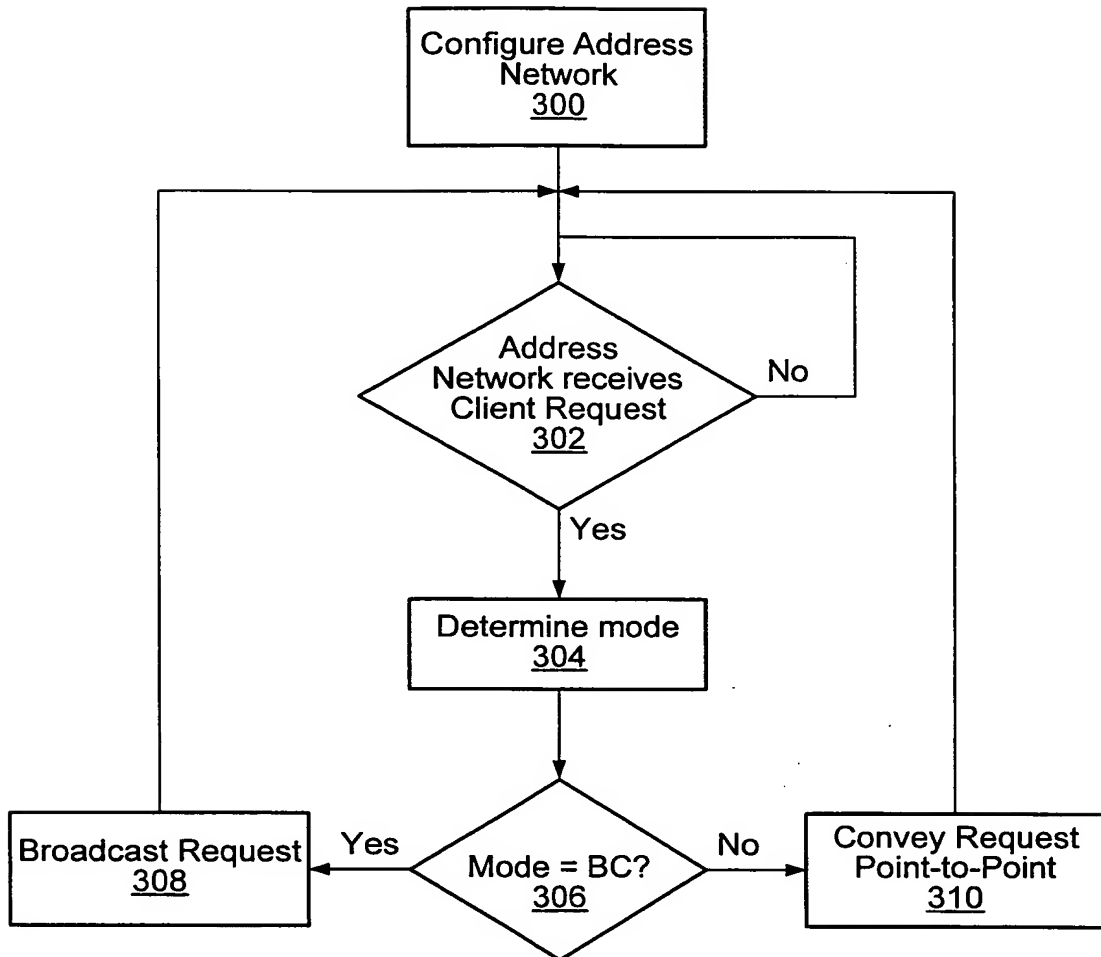 Configure Address
Network
300
Address
Network receives
Client Request
302
No
Yes
Determine mode
304
Broadcast Request
308
Yes
Mode = BC?
306
No
Convey Request
Point-to-Point
310